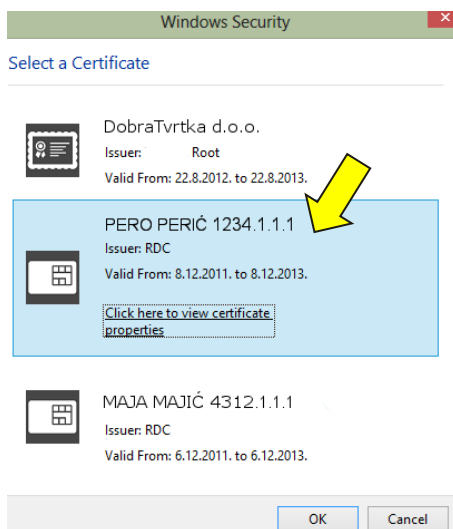 Windows Security
Select a Certificate
DobraTvrtka d.o.o.
Issuer: Root
Valid From: 22.8.2012. to 22.8.2013.
PERO PERIĆ 1234.1.1.1
Issuer: RDC
Valid From: 8.12.2011. to 8.12.2013.
Click here to view certificate
properties
MAJA MAJIĆ 4312.1.1.1
Issuer: RDC
Valid From: 6.12.2011. to 6.12.2013.
OK Cancel